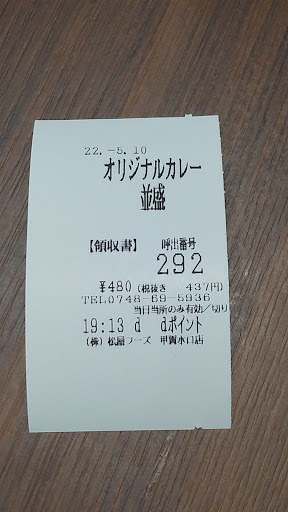 22.-5.10
オリジナルカレー
並盛
【領収書】 呼出番号
292
¥480(税抜き 437円)
TEL0748-69-5936
当日当所のみ有効/切り
19:13 d dポイント
(株)松屋フーズ 甲賀水口店